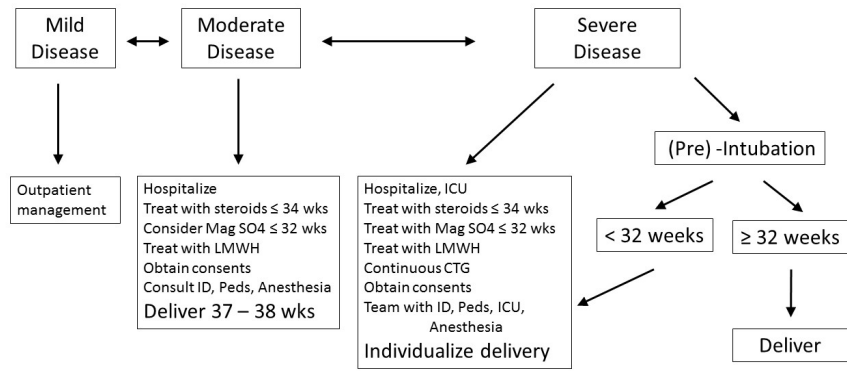 Mild
Disease
Moderate
Disease
Severe
Disease
(Pre) -Intubation
Outpatient
management
Hospitalize
Treat with steroids ≤ 34 wks
Consider Mag SO4 ≤ 32 wks
Treat with LMWH
Obtain consents
Consult ID, Peds, Anesthesia
Deliver 37 – 38 wks
Hospitalize, ICU
Treat with steroids ≤ 34 wks
Treat with Mag SO4 ≤ 32 wks
Treat with LMWH
Continuous CTG
Obtain consents
Team with ID, Peds, ICU,
Anesthesia
Individualize delivery
< 32 weeks
≥ 32 weeks
Deliver